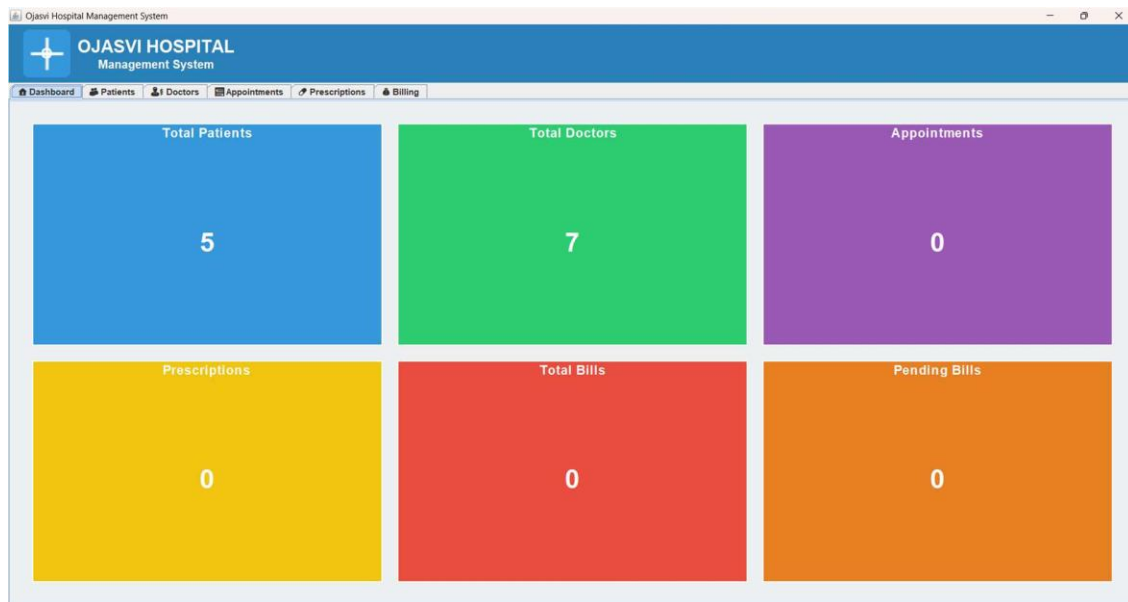 Ojasvi Hospital Management System
OJASVI HOSPITAL
Management System
Dashboard Patients Doctors Appointments Prescriptions Billing
Total Patients Total Doctors Appointments
5 7 0
Prescriptions Total Bills Pending Bills
0 0 0